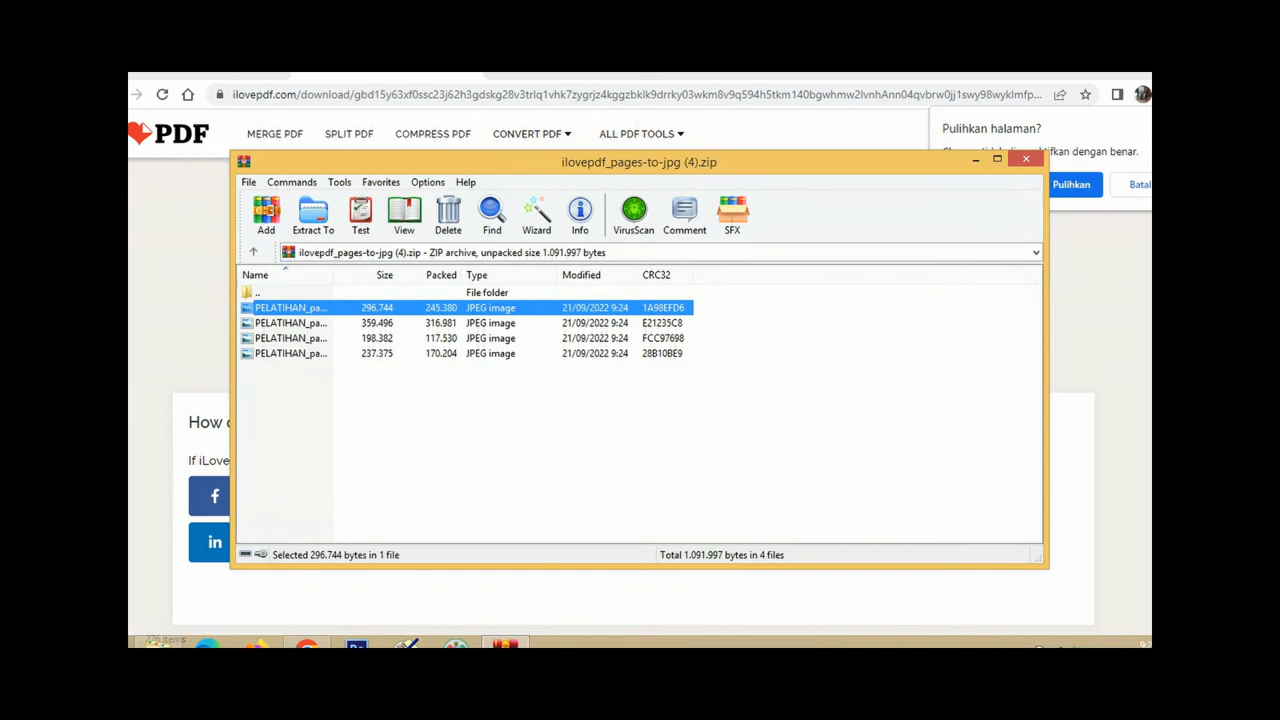 ilovepdf.com/download/gbd15y63xf0ssc23j62h3gdskg28v3trlq1vhk7zygrjz4kggzbklk9drrky03wkm8v9q594h5tkm140bgwhmw2lvnhAnn04qvbrw0jj1swy98wyklmfp...
PDF MERGE PDF SPLIT PDF COMPRESS PDF CONVERT PDF ALL PDF TOOLS
Pulihkan halaman?
tifkan dengan benar.
Pulihkan Batal
ilovepdf_pages-to-jpg (4).zip
File Commands Tools Favorites Options Help
Add Extract To Test View Delete Find Wizard Info VirusScan Comment SFX
ilovepdf_pages-to-jpg (4).zip - ZIP archive, unpacked size 1.091.997 bytes
Name Size Packed Type Modified CRC32
.. File folder
PELATIHAN_pa... 296.744 245.380 JPEG image 21/09/2022 9:24 1A98EFD6
PELATIHAN_pa... 359.496 316.981 JPEG image 21/09/2022 9:24 E21235C8
PELATIHAN_pa... 198.382 117.530 JPEG image 21/09/2022 9:24 FCC97698
PELATIHAN_pa... 237.375 170.204 JPEG image 21/09/2022 9:24 28B10BE9
How
If iLove
f
in
Selected 296.744 bytes in 1 file Total 1.091.997 bytes in 4 files